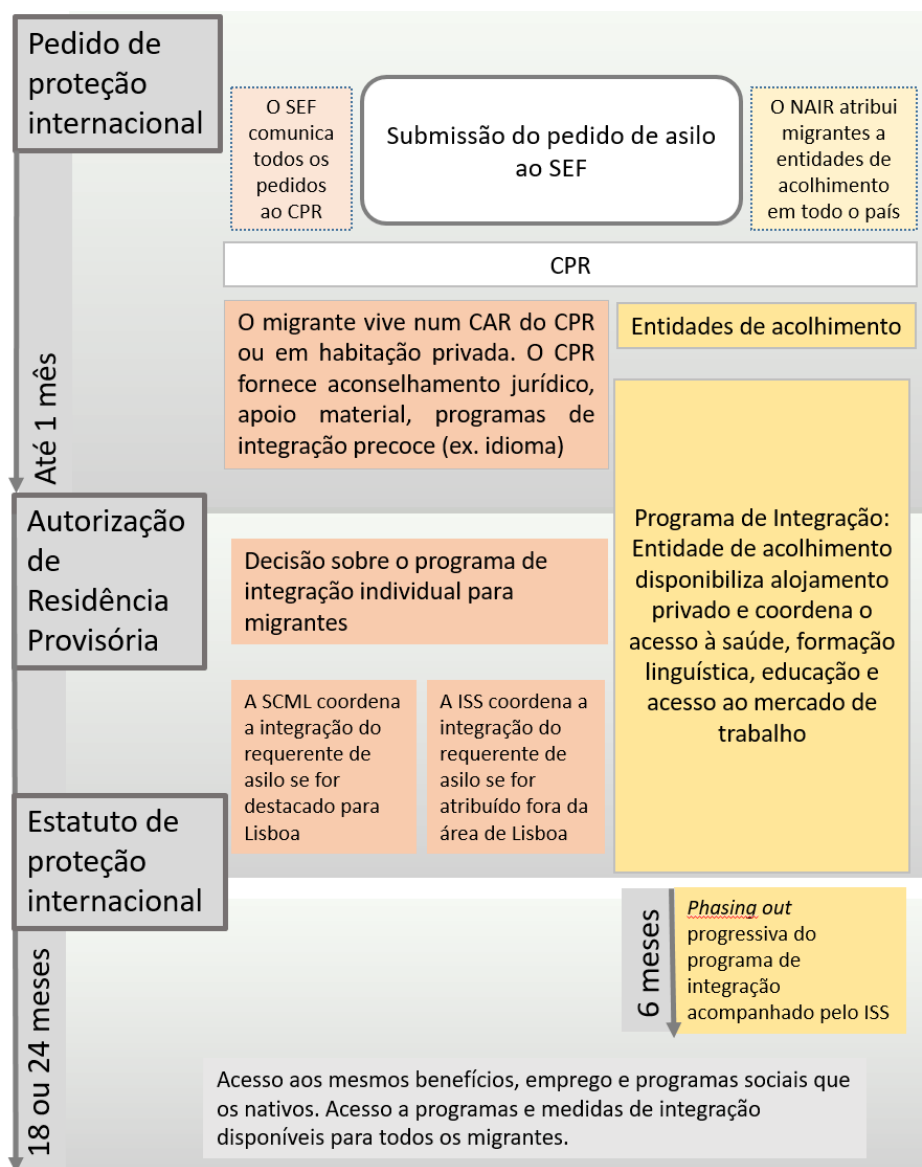 Pedido de
proteção
internacional
O SEF
comunica
todos os
pedidos
ao CPR
Submissão do pedido de asilo
ao SEF
O NAIR atribui
migrantes a
entidades de
acolhimento
em todo o país
CPR
Até 1 mês
O migrante vive num CAR do CPR
ou em habitação privada. O CPR
fornece aconselhamento jurídico,
apoio material, programas de
integração precoce (ex. idioma)
Entidades de acolhimento
Autorização
de
Residência
Provisória
Decisão sobre o programa de
integração individual para
migrantes
Programa de Integração:
Entidade de acolhimento
disponibiliza alojamento
privado e coordena o
acesso à saúde, formação
linguística, educação e
acesso ao mercado de
trabalho
A SCML coordena
a integração do
requerente de
asilo se for
destacado para
Lisboa
A ISS coordena a
integração do
requerente de
asilo se for
atribuído fora da
área de Lisboa
Estatuto de
proteção
internacional
18 ou 24 meses
6 meses
Phasing out
progressiva do
programa de
integração
acompanhado pelo ISS
Acesso aos mesmos benefícios, emprego e programas sociais que
os nativos. Acesso a programas e medidas de integração
disponíveis para todos os migrantes.